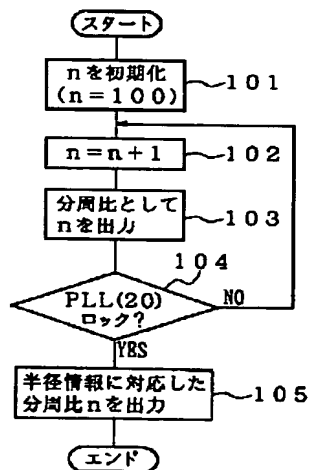 スタート
nを初期化
(n=100)
101
n=n+1
102
分周比として
nを出力
103
104
PLL(20)
ロック?
NO
YES
半径情報に対応した
分周比nを出力
105
エンド